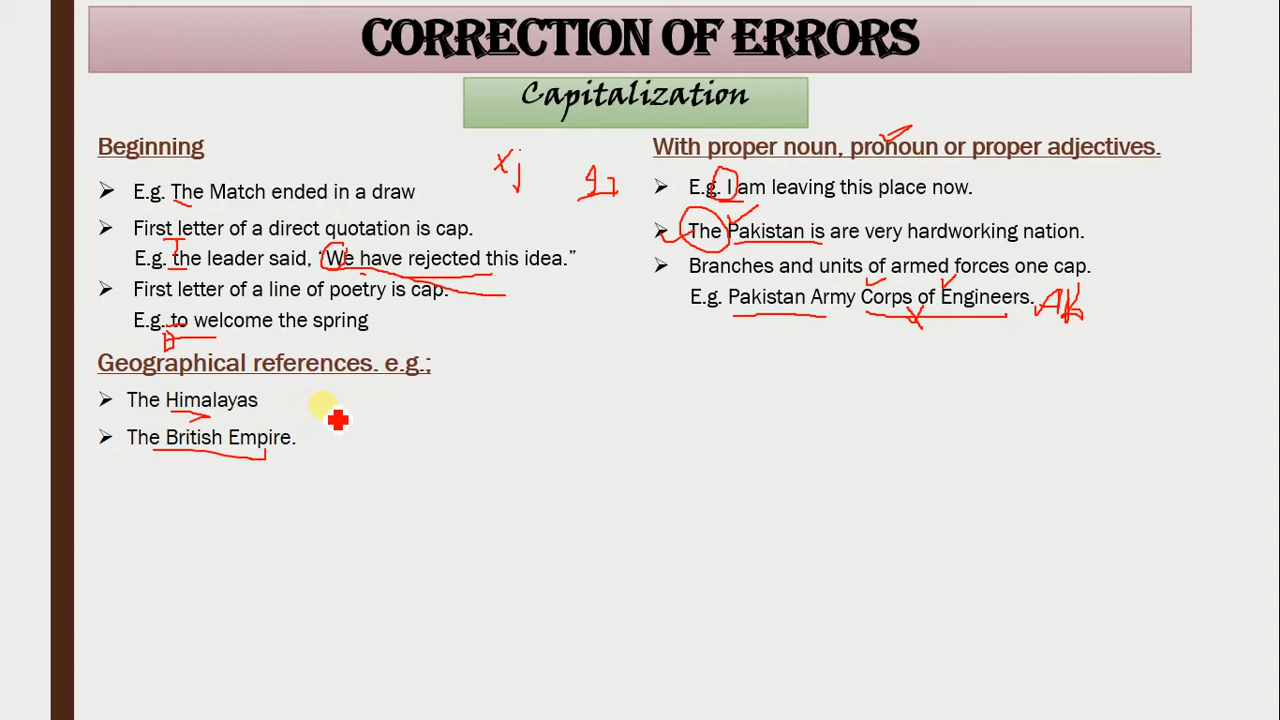 CORRECTION OF ERRORS
Capitalization
Beginning
E.g. The Match ended in a draw
First letter of a direct quotation is cap.
E.g. the leader said, “We have rejected this idea.”
First letter of a line of poetry is cap.
E.g. to welcome the spring
Geographical references. e.g.;
The Himalayas
The British Empire.
With proper noun, pronoun or proper adjectives.
E.g. I am leaving this place now.
The Pakistan is are very hardworking nation.
Branches and units of armed forces one cap.
E.g. Pakistan Army Corps of Engineers.